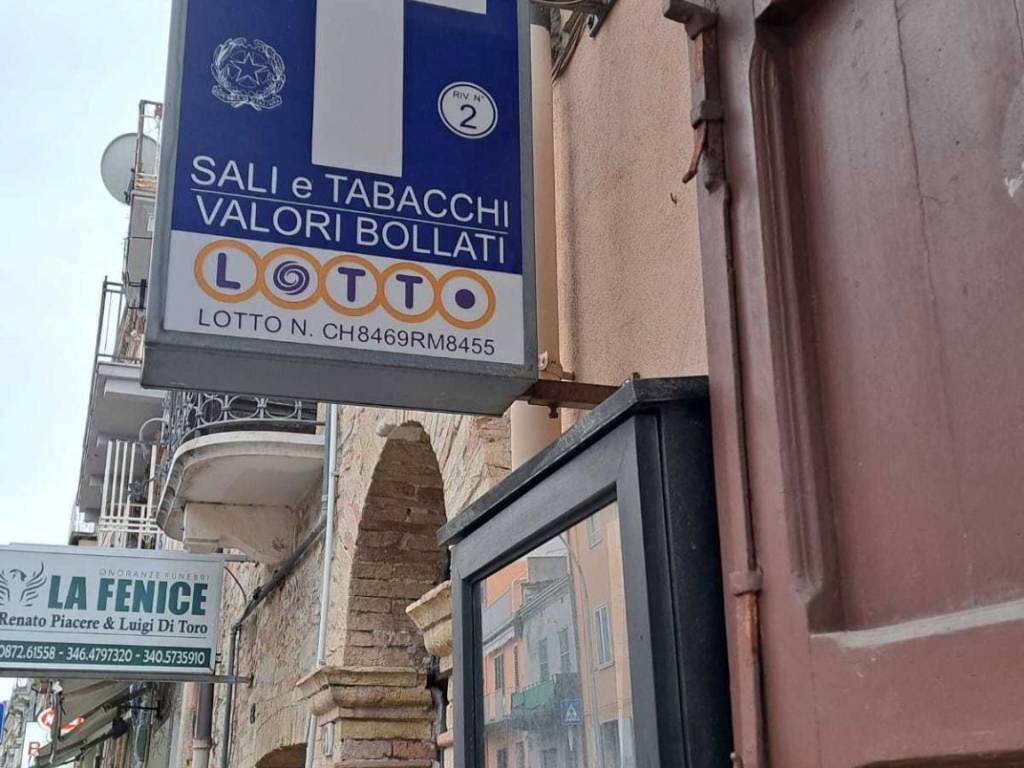 T
RIV. N°
2
SALI e TABACCHI
VALORI BOLLATI
LOTTO
LOTTO N. CH8469RM8455
ONORANZE FUNEBRI
LA FENICE
Renato Piacere & Luigi Di Toro
0872.61558 - 346.4797320 - 340.5735910